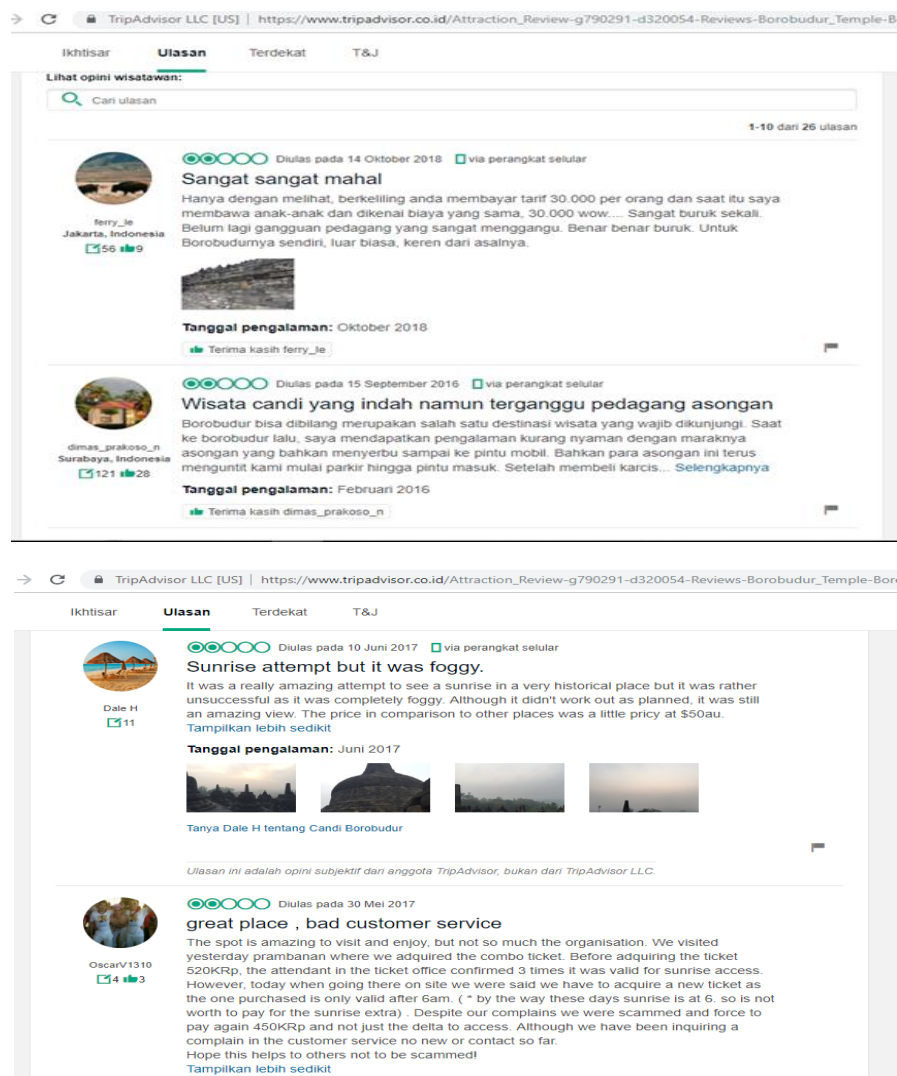 TripAdvisor LLC [US] | https://www.tripadvisor.co.id/Attraction_Review-g790291-d320054-Reviews-Borobudur_Temple-B
Ikhtisar Ulasan Terdekat T&J
Lihat opini wisatawan:
Cari ulasan
1-10 dari 26 ulasan
Diulas pada 14 Oktober 2018 via perangkat selular
Sangat sangat mahal
Hanya dengan melihat, berkeliling anda membayar tarif 30.000 per orang dan saat itu saya
membawa anak-anak dan dikenai biaya yang sama, 30.000 wow.... Sangat buruk sekali.
Belum lagi gangguan pedagang yang sangat menggangu. Benar benar buruk. Untuk
Borobudurnya sendiri, luar biasa, keren dari asalnya.
ferry_le
Jakarta, Indonesia
56 9
Tanggal pengalaman: Oktober 2018
Terima kasih ferry_le
Diulas pada 15 September 2016 via perangkat selular
Wisata candi yang indah namun terganggu pedagang asongan
Borobudur bisa dibilang merupakan salah satu destinasi wisata yang wajib dikunjungi. Saat
ke borobudur lalu, saya mendapatkan pengalaman kurang nyaman dengan maraknya
asongan yang bahkan menyerbu sampai ke pintu mobil. Bahkan para asongan ini terus
menguntit kami mulai parkir hingga pintu masuk. Setelah membeli karcis... Selengkapnya
dimas_prakoso_n
Surabaya, Indonesia
121 28
Tanggal pengalaman: Februari 2016
Terima kasih dimas_prakoso_n
TripAdvisor LLC [US] | https://www.tripadvisor.co.id/Attraction_Review-g790291-d320054-Reviews-Borobudur_Temple-Bor
Ikhtisar Ulasan Terdekat T&J
Diulas pada 10 Juni 2017 via perangkat selular
Sunrise attempt but it was foggy.
It was a really amazing attempt to see a sunrise in a very historical place but it was rather
unsuccessful as it was completely foggy. Although it didn't work out as planned, it was still
an amazing view. The price in comparison to other places was a little pricy at $50au.
Tampilkan lebih sedikit
Dale H
11
Tanggal pengalaman: Juni 2017
Tanya Dale H tentang Candi Borobudur
Ulasan ini adalah opini subjektif dari anggota TripAdvisor, bukan dari TripAdvisor LLC.
Diulas pada 30 Mei 2017
great place , bad customer service
The spot is amazing to visit and enjoy, but not so much the organisation. We visited
yesterday prambanan where we adquired the combo ticket. Before adquiring the ticket
520KRp, the attendant in the ticket office confirmed 3 times it was valid for sunrise access.
However, today when going there on site we were said we have to acquire a new ticket as
the one purchased is only valid after 6am. ( * by the way these days sunrise is at 6. so is not
worth to pay for the sunrise extra) . Despite our complains we were scammed and force to
pay again 450KRp and not just the delta to access. Although we have been inquiring a
complain in the customer service no new or contact so far.
Hope this helps to others not to be scammed!
Tampilkan lebih sedikit
OscarV1310
4 3